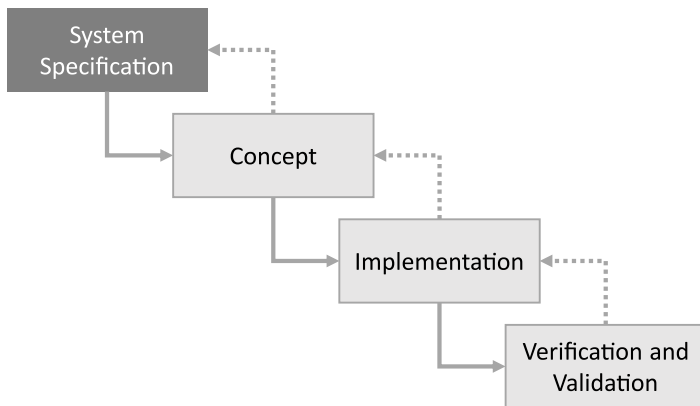 System
Specification
Concept
Implementation
Verification and
Validation